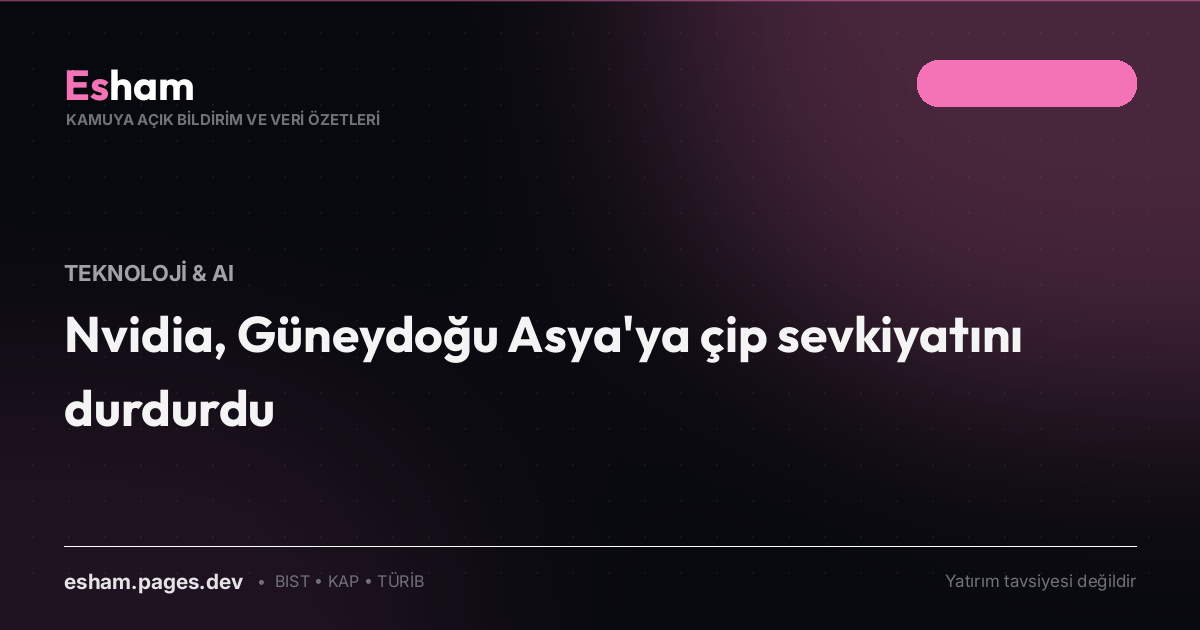 Esham
KAMUYA AÇIK BİLDİRİM VE VERİ ÖZETLERİ
TEKNOLOJİ & AI
Nvidia, Güneydoğu Asya'ya çip sevkiyatını
durdurdu
esham.pages.dev • BIST • KAP • TÜRİB
Yatırım tavsiyesi değildir